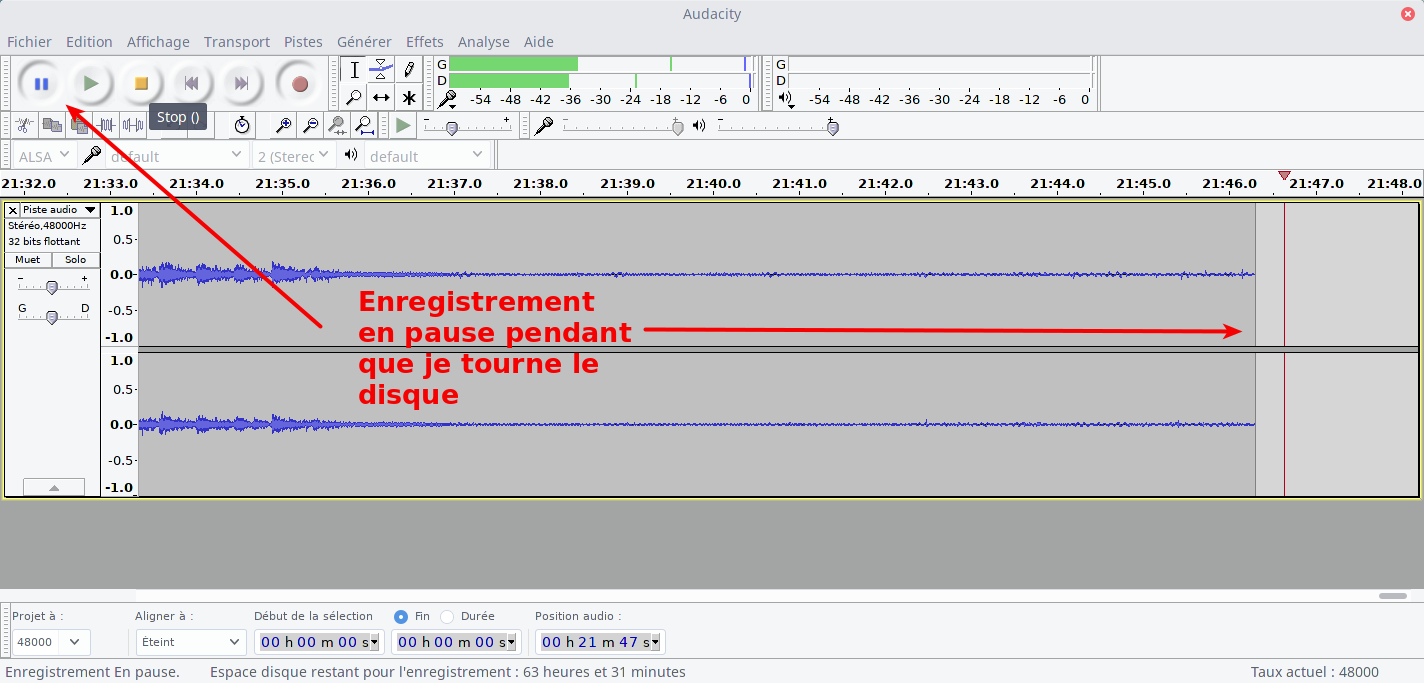 Audacity
Fichier Edition Affichage Transport Pistes Générer Effets Analyse Aide
G
D
-54 -48 -42 -36 -30 -24 -18 -12 -6 0
G
D
-54 -48 -42 -36 -30 -24 -18 -12 -6 0
Stop ()
ALSA default 2 (Sterec default
21:32.0 21:33.0 21:34.0 21:35.0 21:36.0 21:37.0 21:38.0 21:39.0 21:40.0 21:41.0 21:42.0 21:43.0 21:44.0 21:45.0 21:46.0 21:47.0 21:48.0
Piste audio
Stéréo,48000Hz
32 bits flottant
Muet Solo
- +
G D
1.0
0.5
0.0
-0.5
-1.0
1.0
0.5
0.0
-0.5
-1.0
Enregistrement
en pause pendant
que je tourne le
disque
Projet à : Aligner à : Début de la sélection Fin Durée Position audio :
48000 Éteint 00 h 00 m 00 s 00 h 00 m 00 s 00 h 21 m 47 s
Enregistrement En pause. Espace disque restant pour l'enregistrement : 63 heures et 31 minutes Taux actuel : 48000